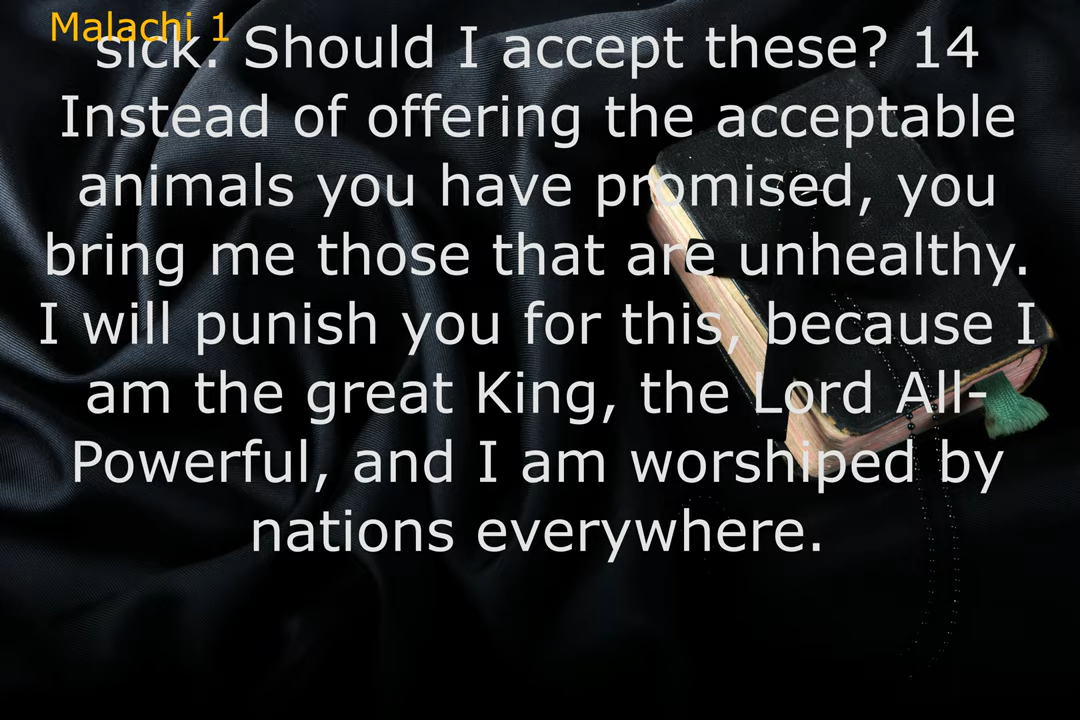 Malachi 1
sick. Should I accept these? 14
Instead of offering the acceptable
animals you have promised, you
bring me those that are unhealthy.
I will punish you for this, because I
am the great King, the Lord All-
Powerful, and I am worshiped by
nations everywhere.